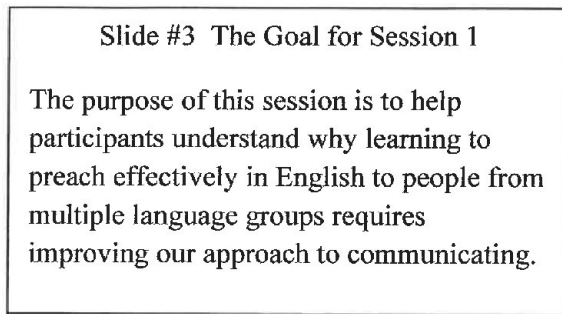 Slide #3 The Goal for Session 1
The purpose of this session is to help
participants understand why learning to
preach effectively in English to people from
multiple language groups requires
improving our approach to communicating.